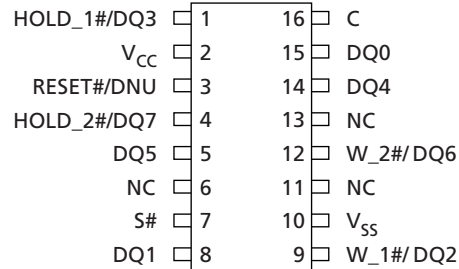 HOLD_1#/DQ3 1 16 C
VCC 2 15 DQ0
RESET#/DNU 3 14 DQ4
HOLD_2#/DQ7 4 13 NC
DQ5 5 12 W_2#/DQ6
NC 6 11 NC
S# 7 10 VSS
DQ1 8 9 W_1#/DQ2